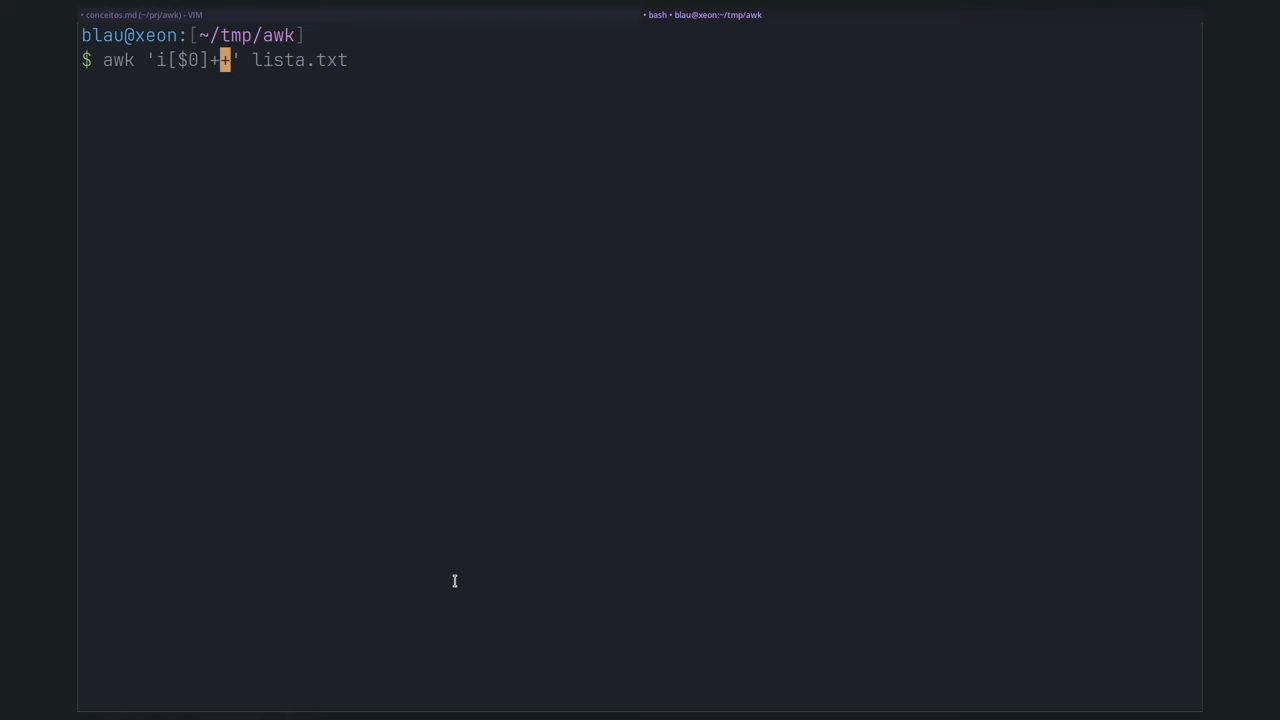 • conceitos.md (~/prj/awk) - VIM
• bash • blau@xeon:~/tmp/awk
blau@xeon:[~/tmp/awk]
$ awk 'i[$0]++' lista.txt